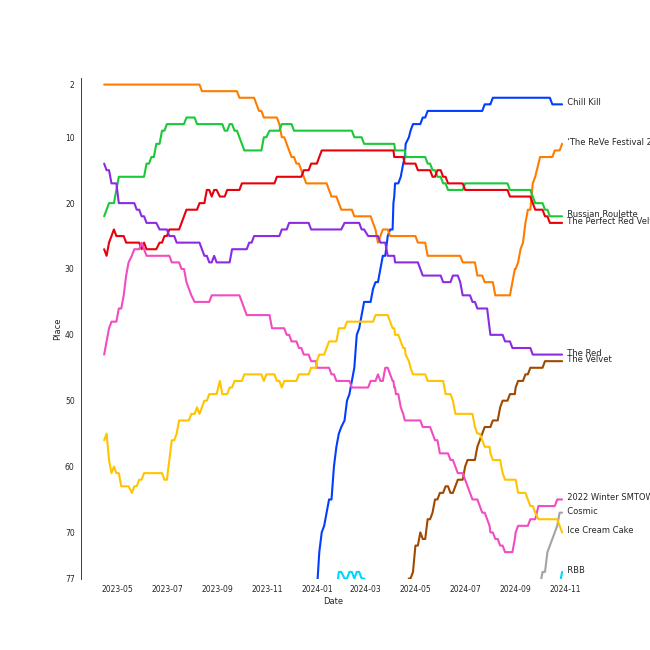 2
10
20
30
40
50
60
70
77
Place
2023-05
2023-07
2023-09
2023-11
2024-01
2024-03
2024-05
2024-07
2024-09
2024-11
Date
Chill Kill
'The ReVe Festival 2
Russian Roulette
The Perfect Red Vel
The Red
The Velvet
2022 Winter SMTOW
Cosmic
Ice Cream Cake
RBB